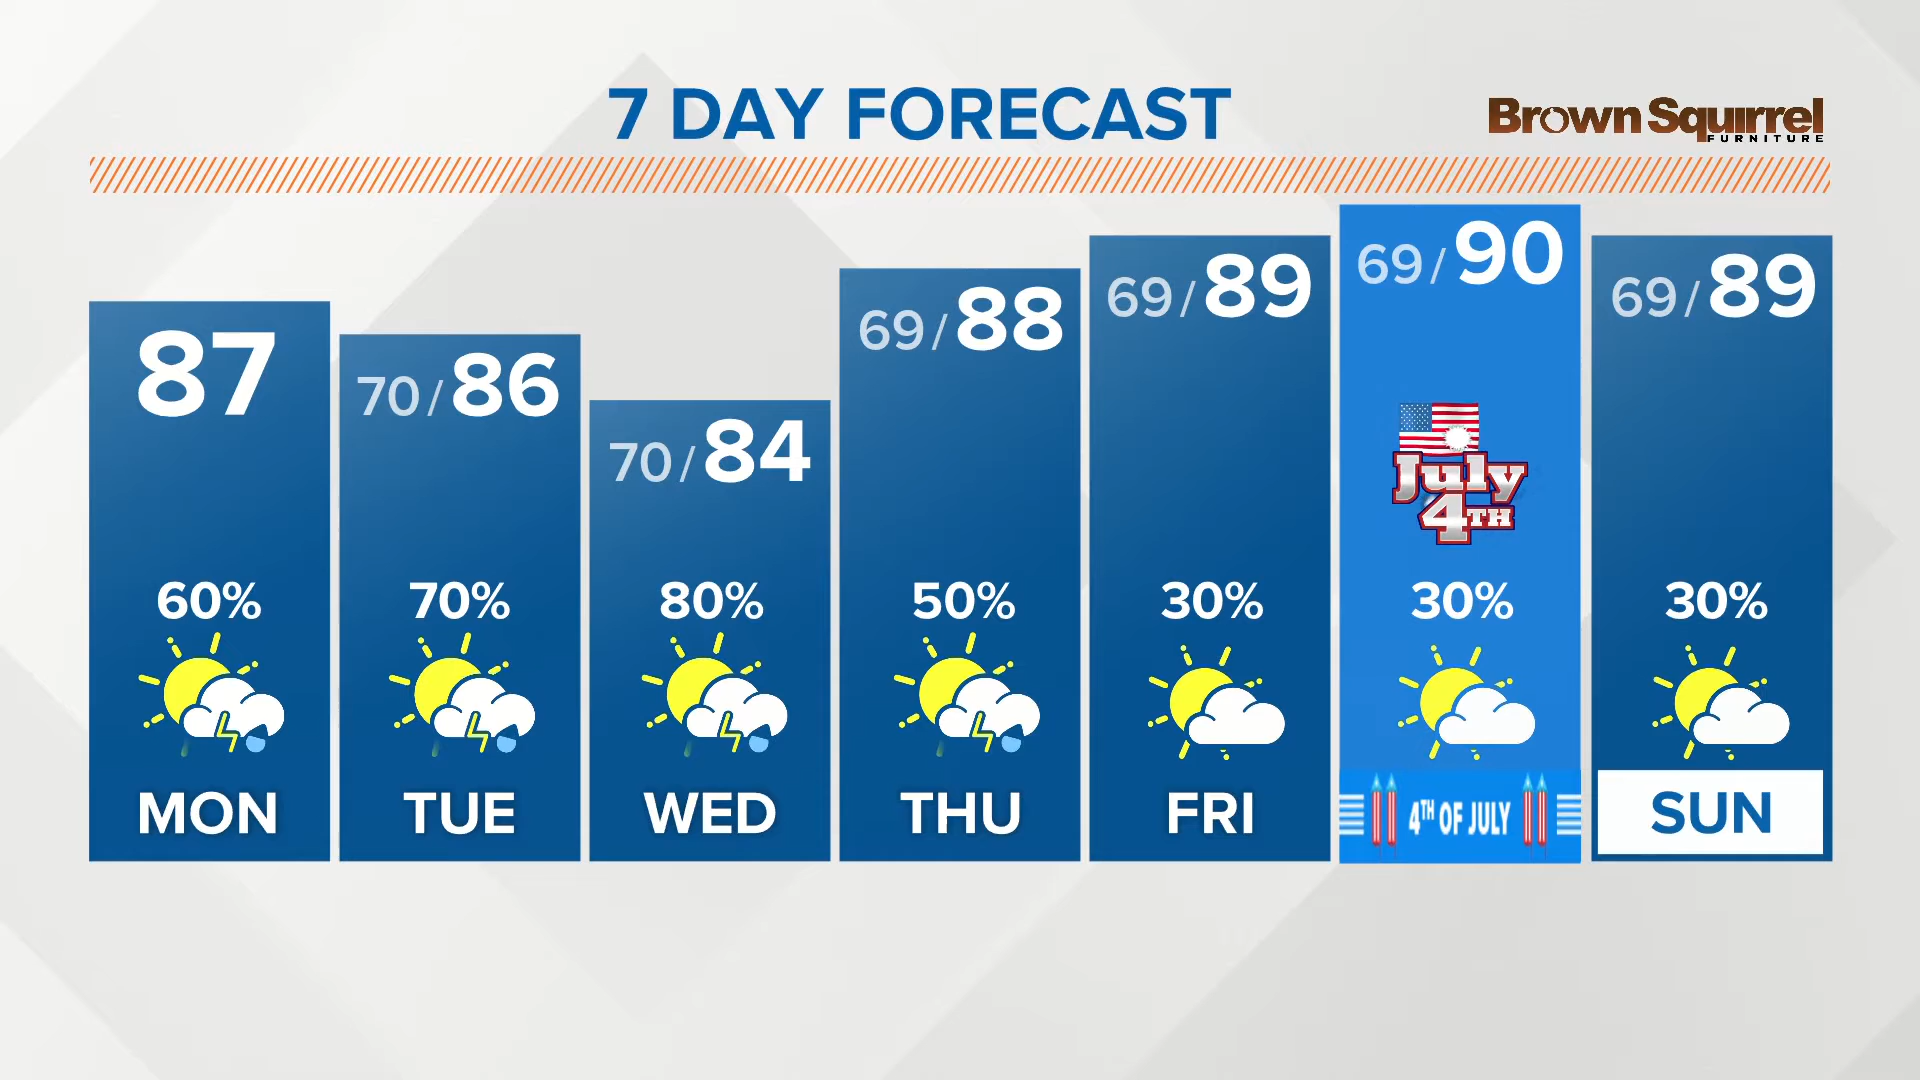 7 DAY FORECAST
Brown Squirrel
FURNITURE
87
60%
MON
70/86
70%
TUE
70/84
80%
WED
69/88
50%
THU
69/89
30%
FRI
69/90
July
4TH
30%
4TH OF JULY
69/89
30%
SUN